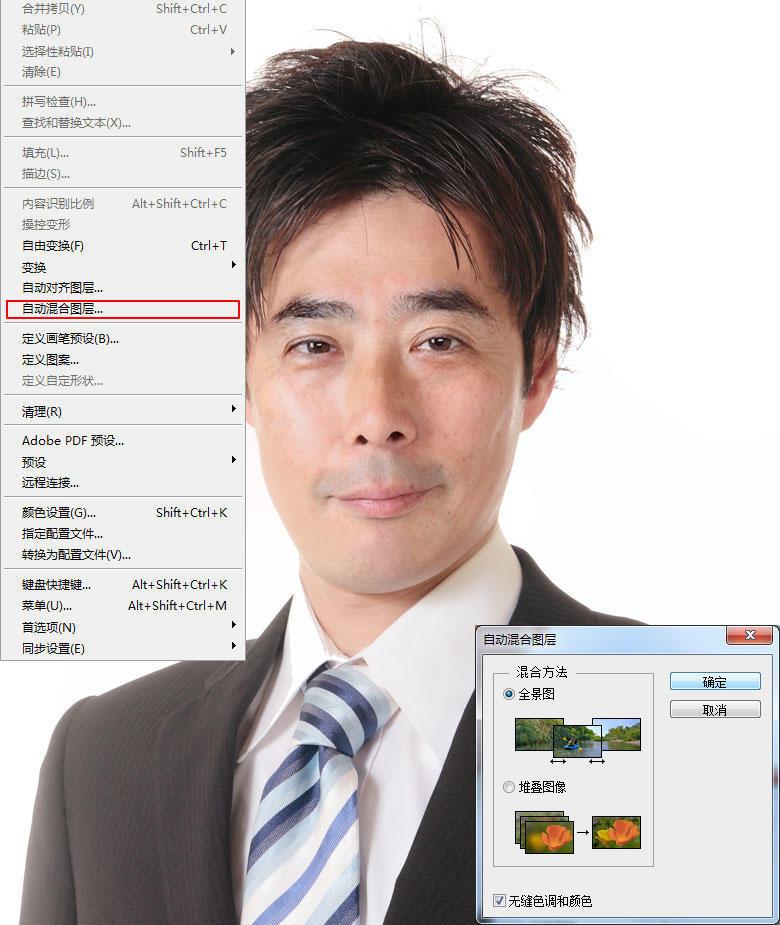 合并拷贝(Y) Shift+Ctrl+C
粘贴(P) Ctrl+V
选择性粘贴(I)
清除(E)
拼写检查(H)...
查找和替换文本(X)...
填充(L)... Shift+F5
描边(S)...
内容识别比例 Alt+Shift+Ctrl+C
操控变形
自由变换(F) Ctrl+T
变换
自动对齐图层...
自动混合图层...
定义画笔预设(B)...
定义图案...
定义自定形状...
清理(R)
Adobe PDF 预设...
预设
远程连接...
颜色设置(G)... Shift+Ctrl+K
指定配置文件...
转换为配置文件(V)...
键盘快捷键... Alt+Shift+Ctrl+K
菜单(U)... Alt+Shift+Ctrl+M
首选项(N)
同步设置(E)
自动混合图层
混合方法
全景图
确定
取消
堆叠图像
无缝色调和颜色